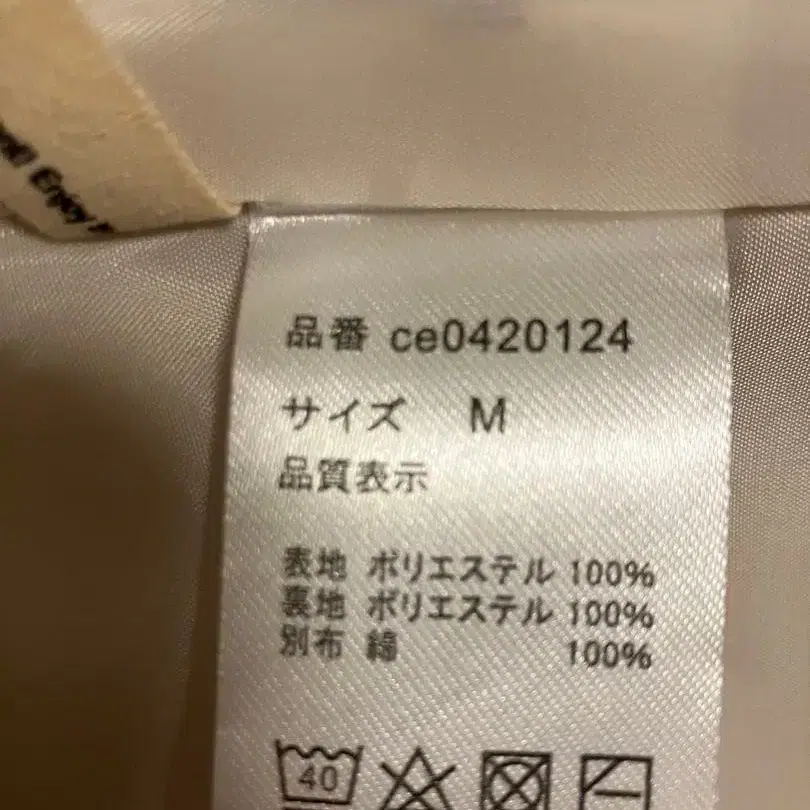 Enjoy
品番 ce0420124
サイズ M
品質表示
表地 ポリエステル 100%
裏地 ポリエステル 100%
別布 綿 100%
40